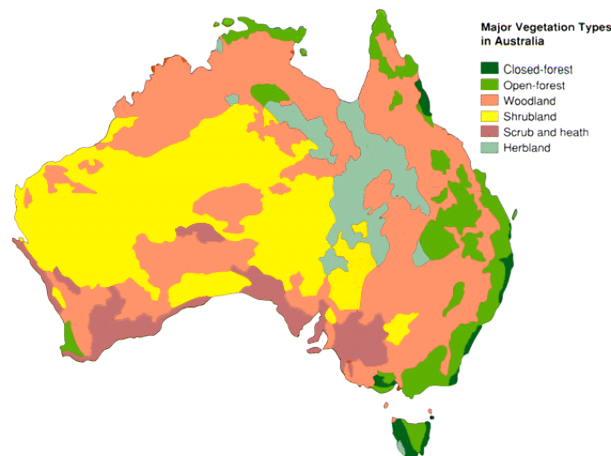 Major Vegetation Types
in Australia
Closed-forest
Open-forest
Woodland
Shrubland
Scrub and heath
Herbland